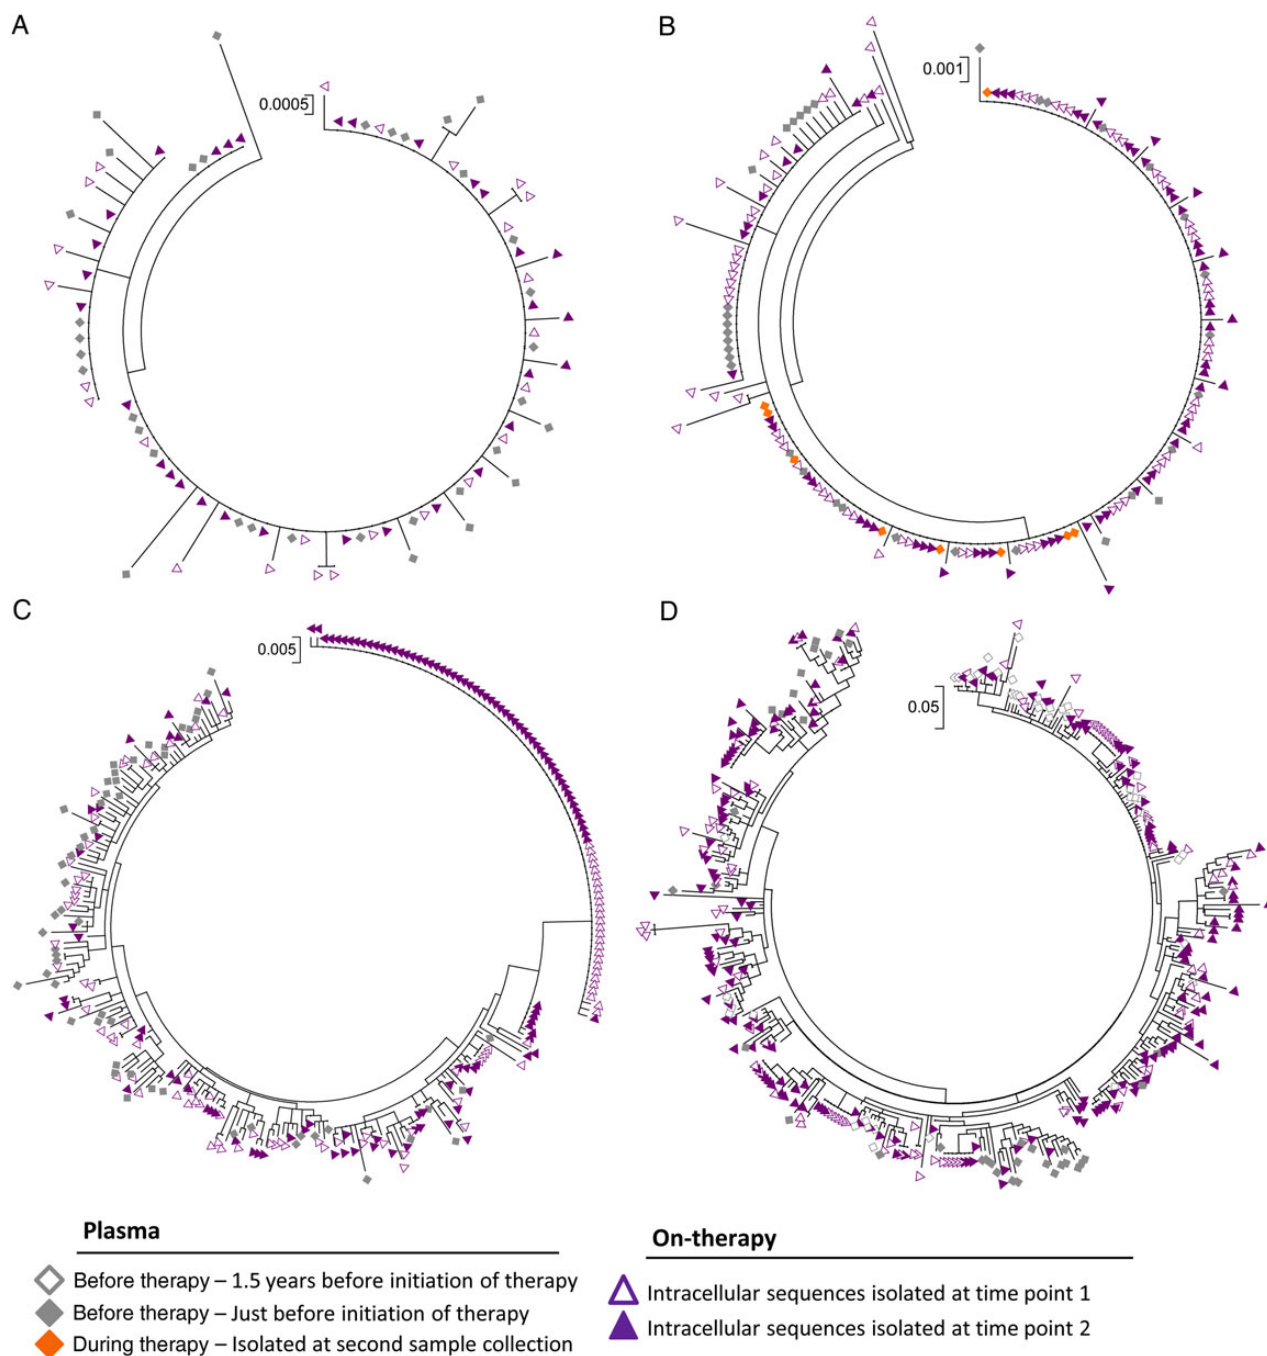 A
B
0.0005
0.001
C
D
0.005
0.05
Plasma
Before therapy – 1.5 years before initiation of therapy
Before therapy – Just before initiation of therapy
During therapy – Isolated at second sample collection
On-therapy
Intracellular sequences isolated at time point 1
Intracellular sequences isolated at time point 2